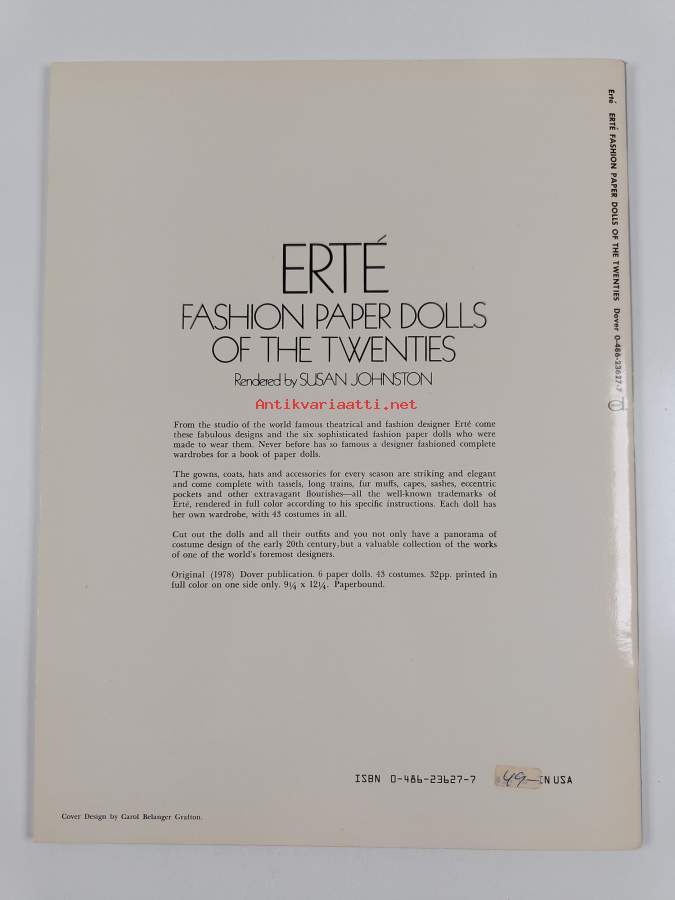 ERTÉ
FASHION PAPER DOLLS
OF THE TWENTIES
Rendered by SUSAN JOHNSTON
Antikvariaatti.net
From the studio of the world famous theatrical and fashion designer Erté come
these fabulous designs and the six sophisticated fashion paper dolls who were
made to wear them. Never before has so famous a designer fashioned complete
wardrobes for a book of paper dolls.
The gowns, coats, hats and accessories for every season are striking and elegant
and come complete with tassels, long trains, fur muffs, capes, sashes, eccentric
pockets and other extravagant flourishes—all the well-known trademarks of
Erté, rendered in full color according to his specific instructions. Each doll has
her own wardrobe, with 43 costumes in all.
Cut out the dolls and all their outfits and you not only have a panorama of
costume design of the early 20th century, but a valuable collection of the works
of one of the world's foremost designers.
Original (1978) Dover publication. 6 paper dolls. 43 costumes. 32pp. printed in
full color on one side only. 9¼ x 12¼. Paperbound.
ISBN 0-486-23627-7 49— IN USA
Cover Design by Carol Belanger Grafton.
Erté ERTÉ FASHION PAPER DOLLS OF THE TWENTIES Dover 0-486-23627-7